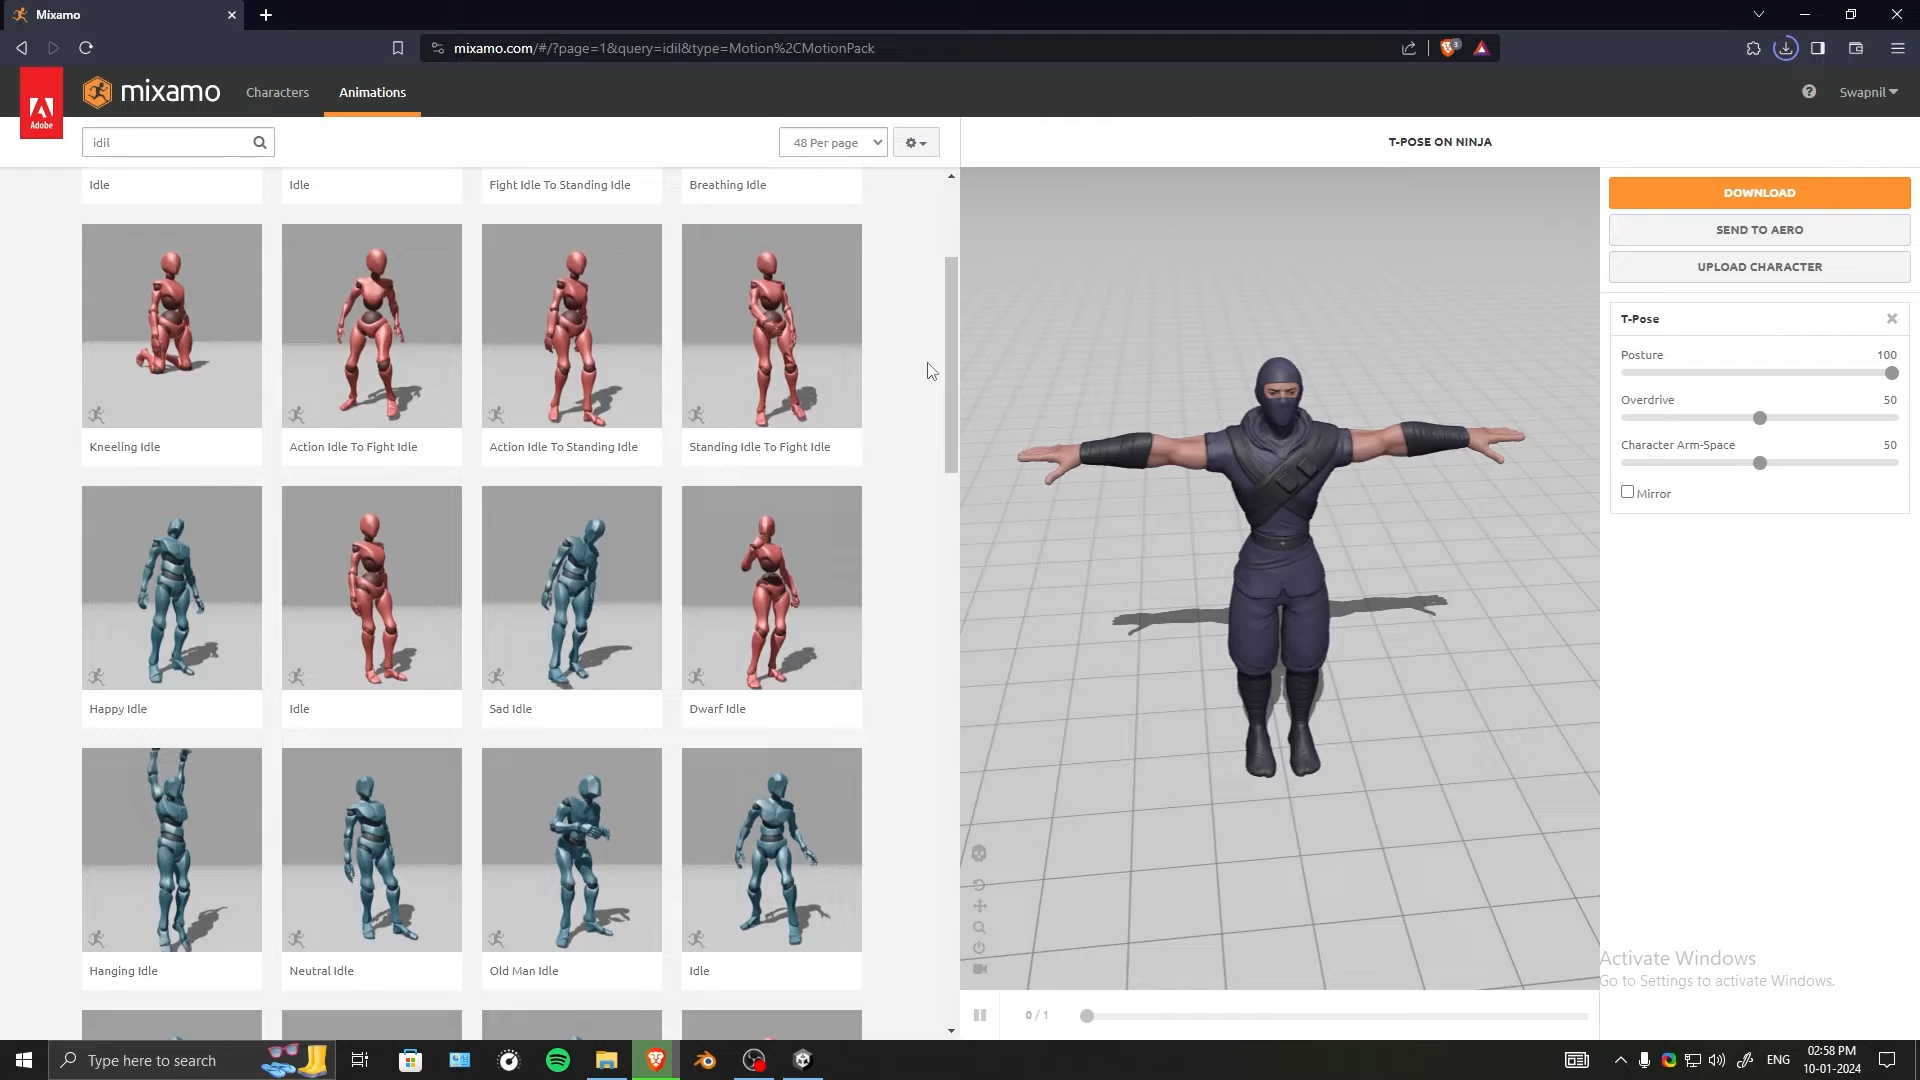 Mixamo
mixamo.com/#/?page=1&query=idil&type=Motion%2CMotionPack
3
Adobe
mixamo
Characters
Animations
Swapnil
idil
48 Per page
T-POSE ON NINJA
Idle
Idle
Fight Idle To Standing Idle
Breathing Idle
DOWNLOAD
SEND TO AERO
UPLOAD CHARACTER
T-Pose
Posture
100
Overdrive
50
Character Arm-Space
50
Mirror
Kneeling Idle
Action Idle To Fight Idle
Action Idle To Standing Idle
Standing Idle To Fight Idle
Happy Idle
Idle
Sad Idle
Dwarf Idle
Hanging Idle
Neutral Idle
Old Man Idle
Idle
0 / 1
Activate Windows
Go to Settings to activate Windows.
Type here to search
ENG
02:58 PM
10-01-2024